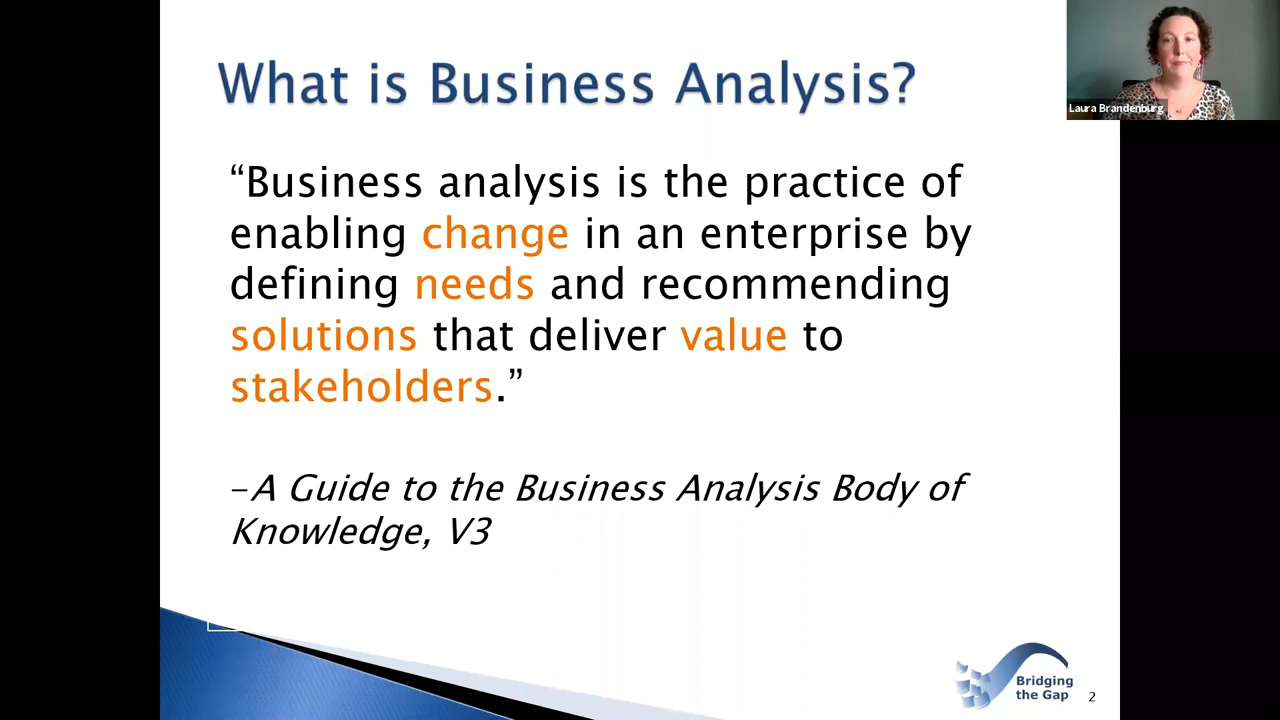 What is Business Analysis?
Laura Brandenburg
“Business analysis is the practice of
enabling change in an enterprise by
defining needs and recommending
solutions that deliver value to
stakeholders.”
–A Guide to the Business Analysis Body of
Knowledge, V3
Bridging
the Gap
2